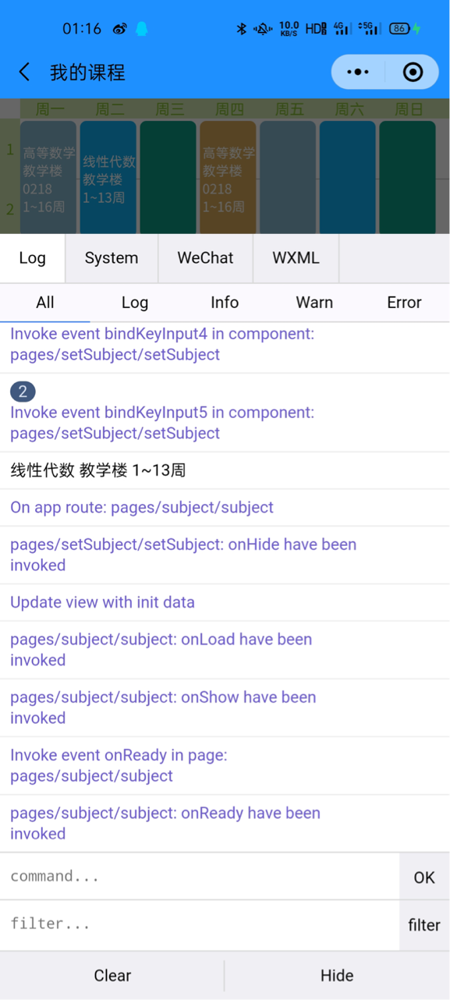 01:16 10.0 KB/S HD 4G 5G 86
我的课程
周一 周二 周三 周四 周五 周六 周日
1
2
高等数学
教学楼
0218
1~16周
线性代数
教学楼
1~13周
高等数学
教学楼
0218
1~16周
Log System WeChat WXML
All Log Info Warn Error
Invoke event bindKeyInput4 in component:
pages/setSubject/setSubject
2
Invoke event bindKeyInput5 in component:
pages/setSubject/setSubject
线性代数 教学楼 1~13周
On app route: pages/subject/subject
pages/setSubject/setSubject: onHide have been
invoked
Update view with init data
pages/subject/subject: onLoad have been
invoked
pages/subject/subject: onShow have been
invoked
Invoke event onReady in page:
pages/subject/subject
pages/subject/subject: onReady have been
invoked
command... OK
filter... filter
Clear Hide